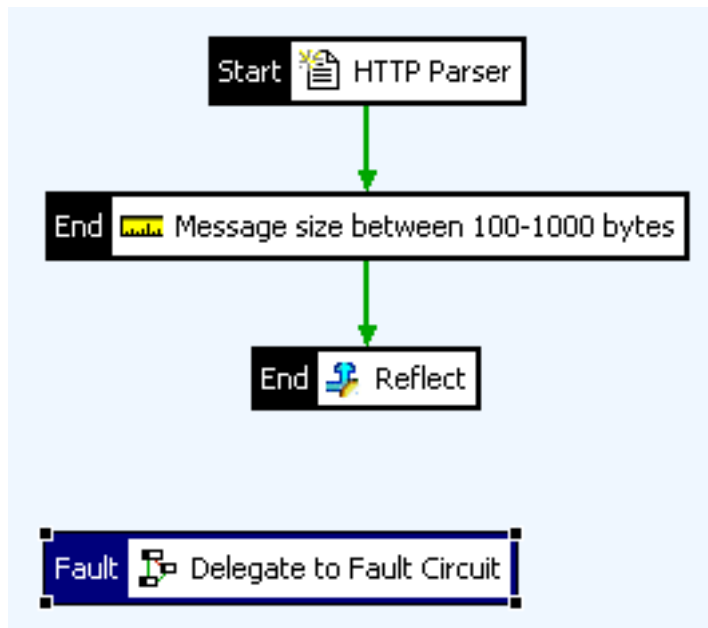 Start HTTP Parser
End Message size between 100-1000 bytes
End Reflect
Fault Delegate to Fault Circuit